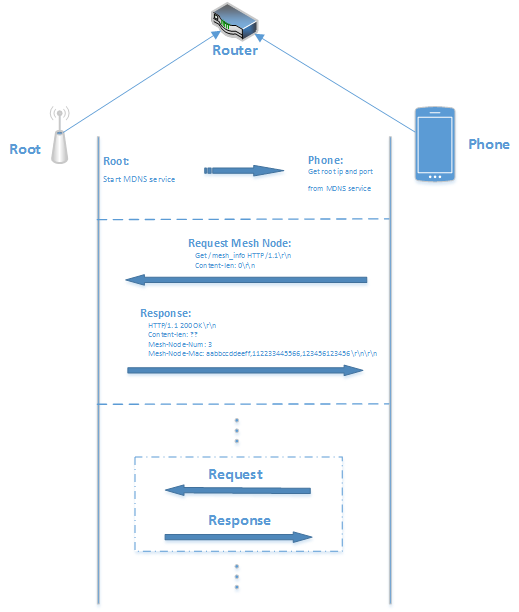 Router
Root
Phone
Root:
Start MDNS service
Phone:
Get root ip and port
from MDNS service
Request Mesh Node:
Get /mesh_info HTTP/1.1\r\n
Content-len: 0\r\n
Response:
HTTP/1.1 200 OK\r\n
Content-len: ??
Mesh-Node-Num: 3
Mesh-Node-Mac: aabbccddeeff,112233445566,123456123456\r\n\r\n
Request
Response